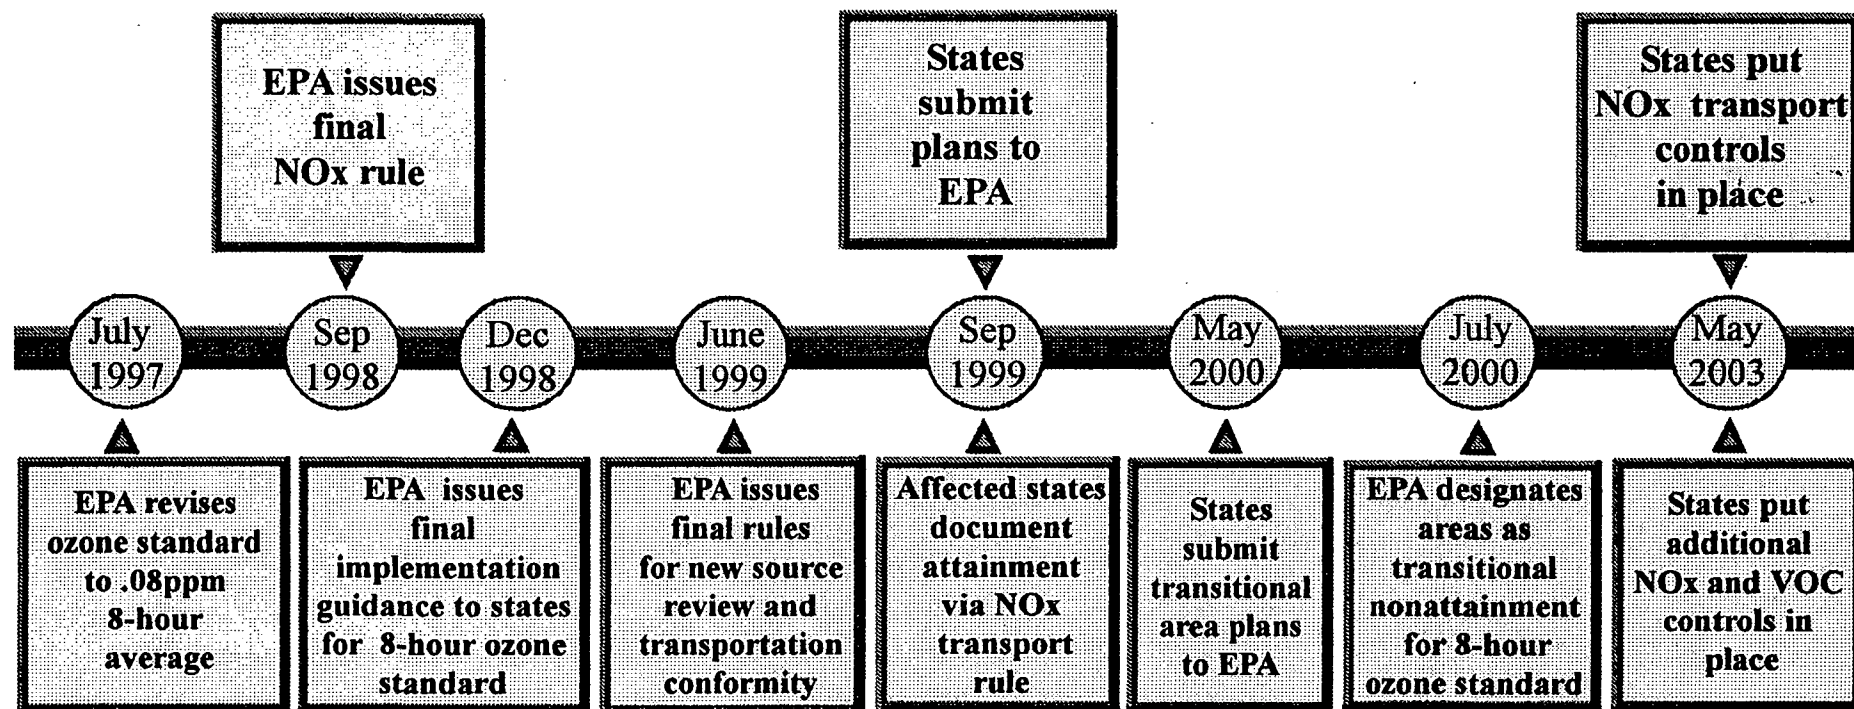 EPA issues
final
NOx rule
States
submit
plans to
EPA
States put
NOx transport
controls
in place
July
1997
Sep
1998
Dec
1998
June
1999
Sep
1999
May
2000
July
2000
May
2003
EPA revises
ozone standard
to .08ppm
8-hour
average
EPA issues
final
implementation
guidance to states
for 8-hour ozone
standard
EPA issues
final rules
for new source
review and
transportation
conformity
Affected states
document
attainment
via NOx
transport
rule
States
submit
transitional
area plans
to EPA
EPA designates
areas as
transitional
nonattainment
for 8-hour
ozone standard
States put
additional
NOx and VOC
controls in
place